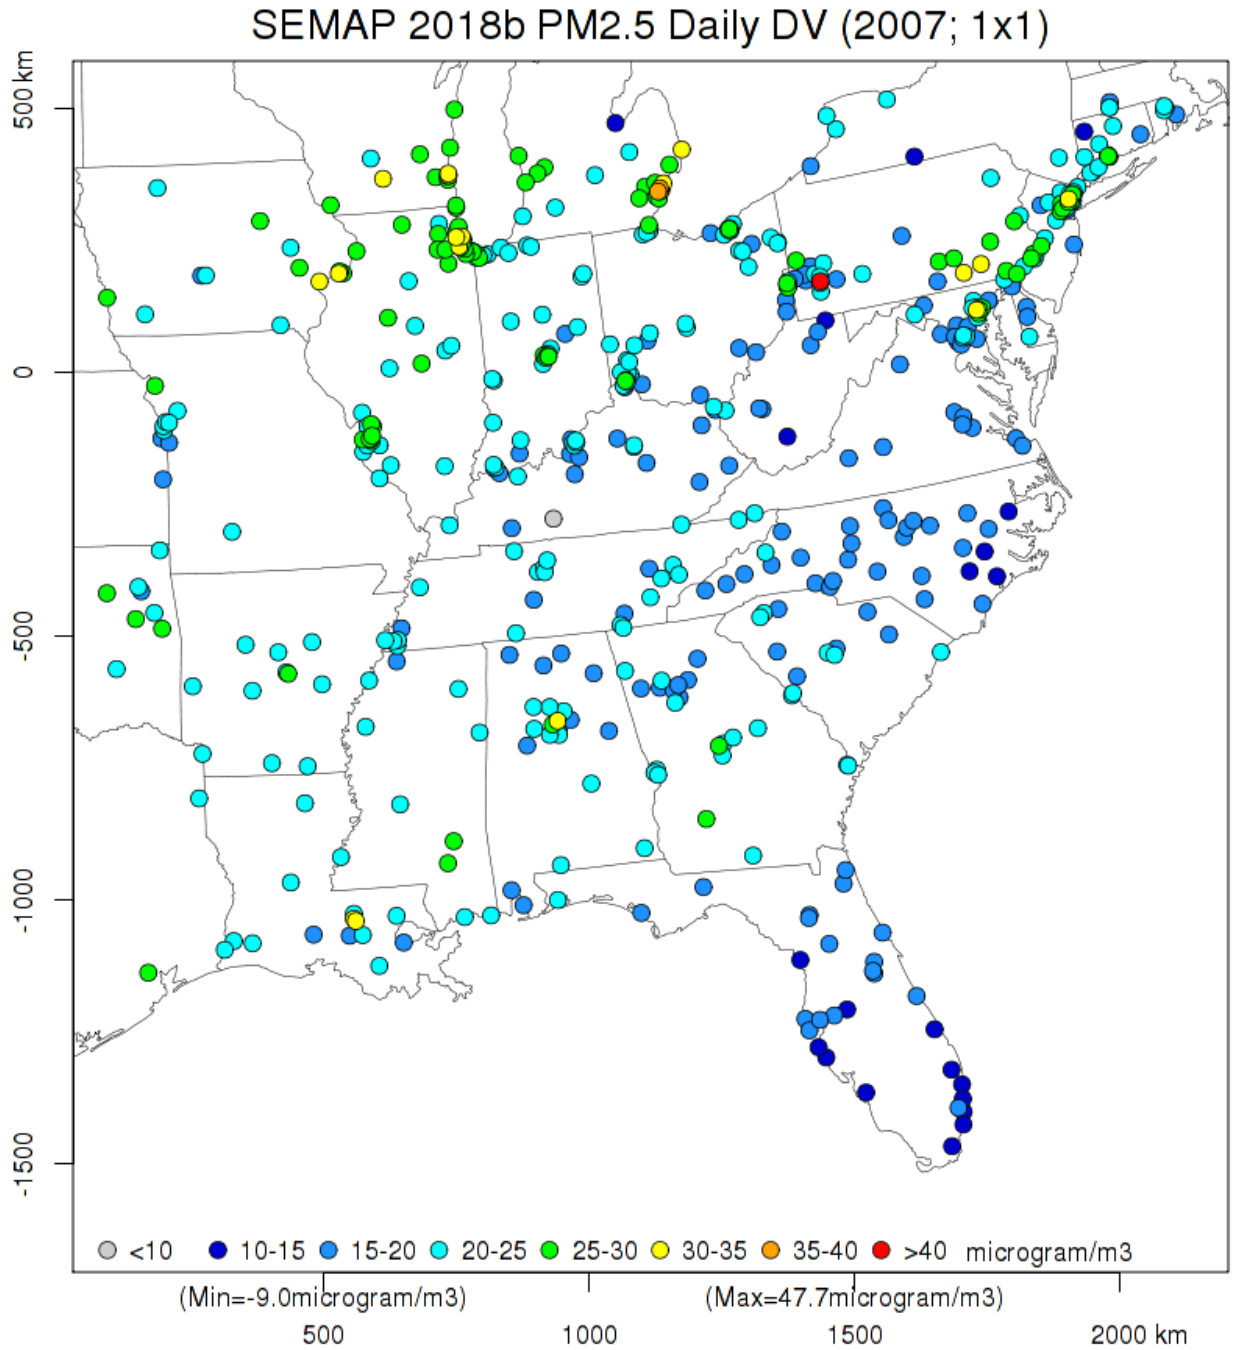 SEMAP 2018b PM2.5 Daily DV (2007; 1x1)
500 km
0
-500
-1000
-1500
<10 10-15 15-20 20-25 25-30 30-35 35-40 >40 microgram/m3
(Min=-9.0microgram/m3) (Max=47.7microgram/m3)
500 1000 1500 2000 km